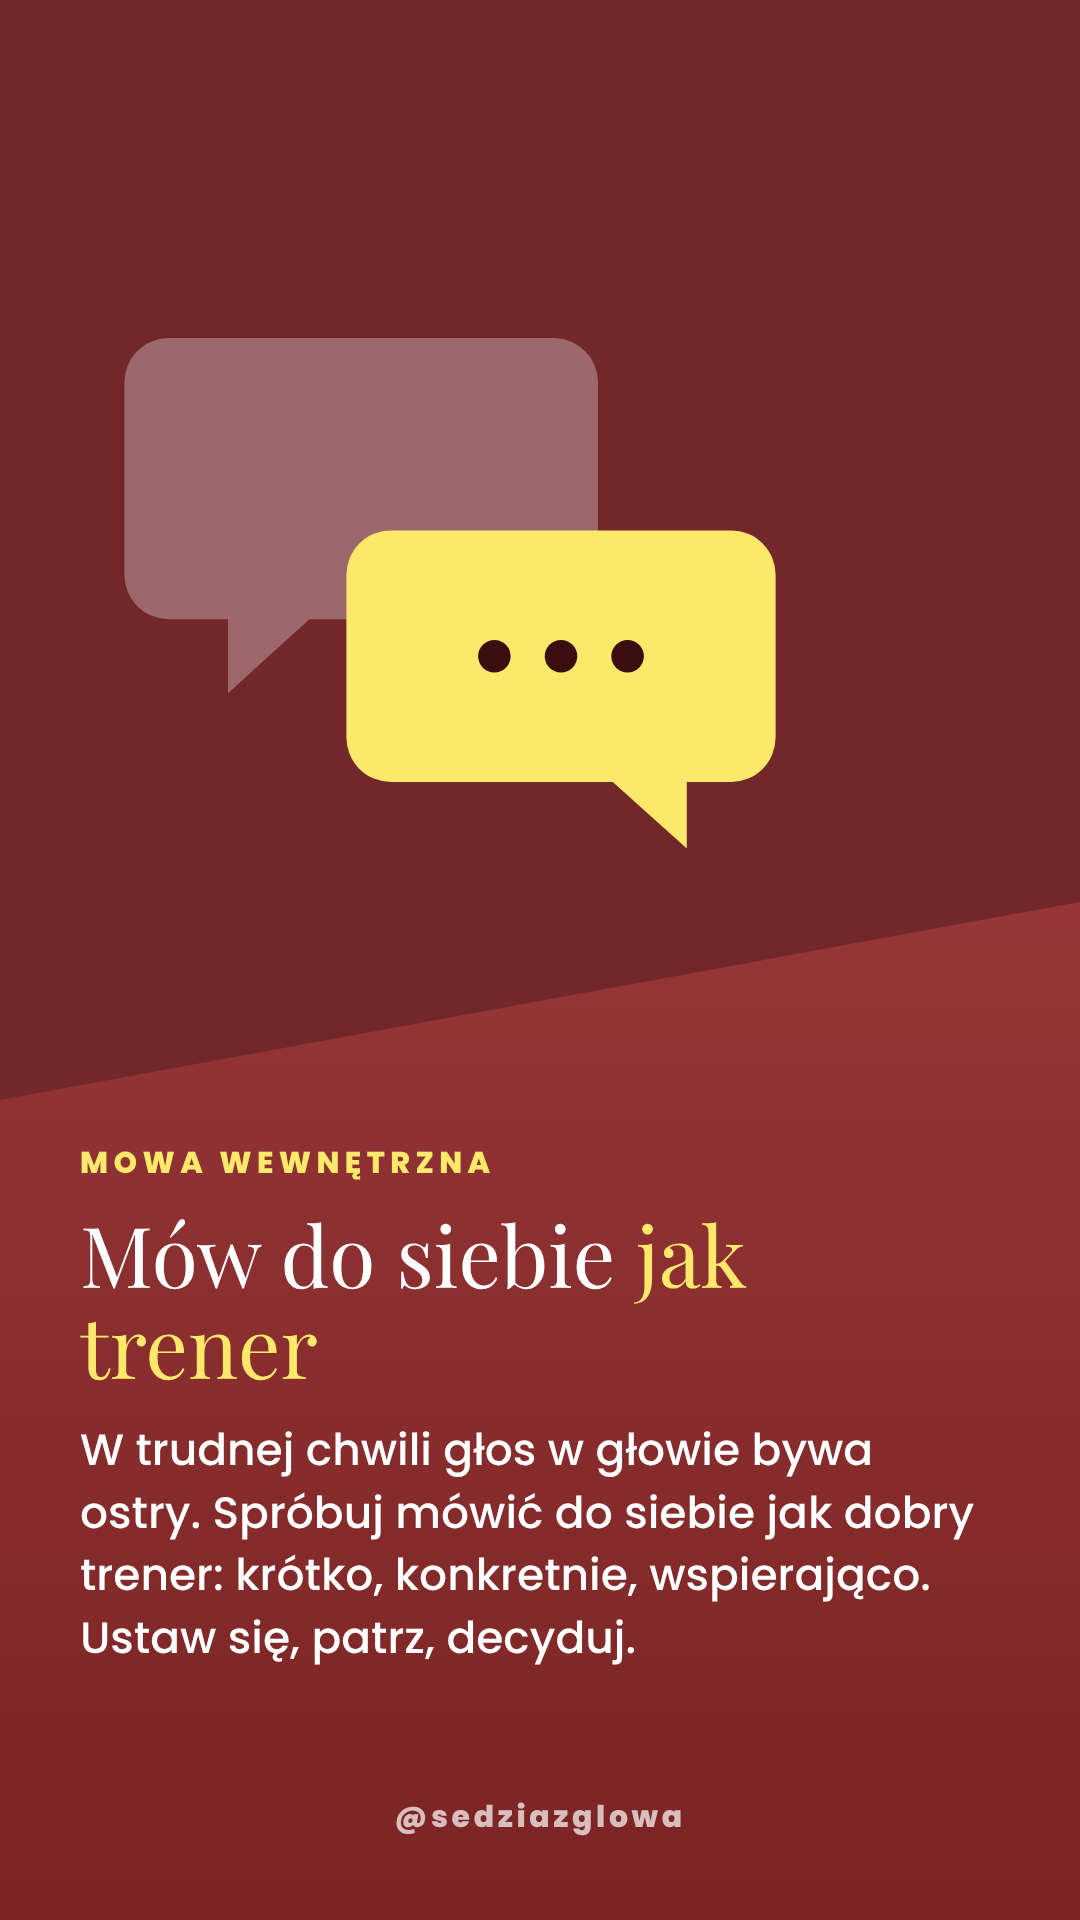 MOWA WEWNĘTRZNA
Mów do siebie jak
trener
W trudnej chwili głos w głowie bywa
ostry. Spróbuj mówić do siebie jak dobry
trener: krótko, konkretnie, wspierająco.
Ustaw się, patrz, decyduj.
@sedziazglowa